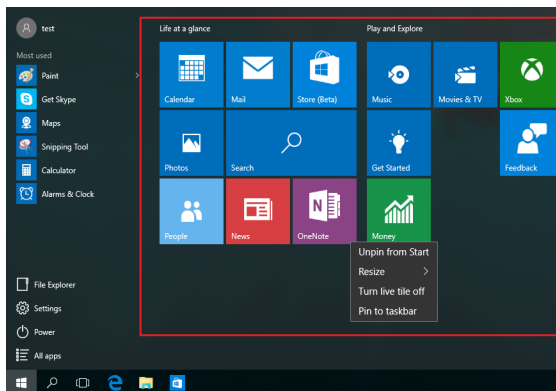 test
Most used
Paint
Get Skype
Maps
Snipping Tool
Calculator
Alarms & Clock
File Explorer
Settings
Power
All apps
Life at a glance
Calendar
Mail
Store (Beta)
Photos
Search
People
News
OneNote
Play and Explore
Music
Movies & TV
Xbox
Get Started
Feedback
Money
Unpin from Start
Resize
Turn live tile off
Pin to taskbar